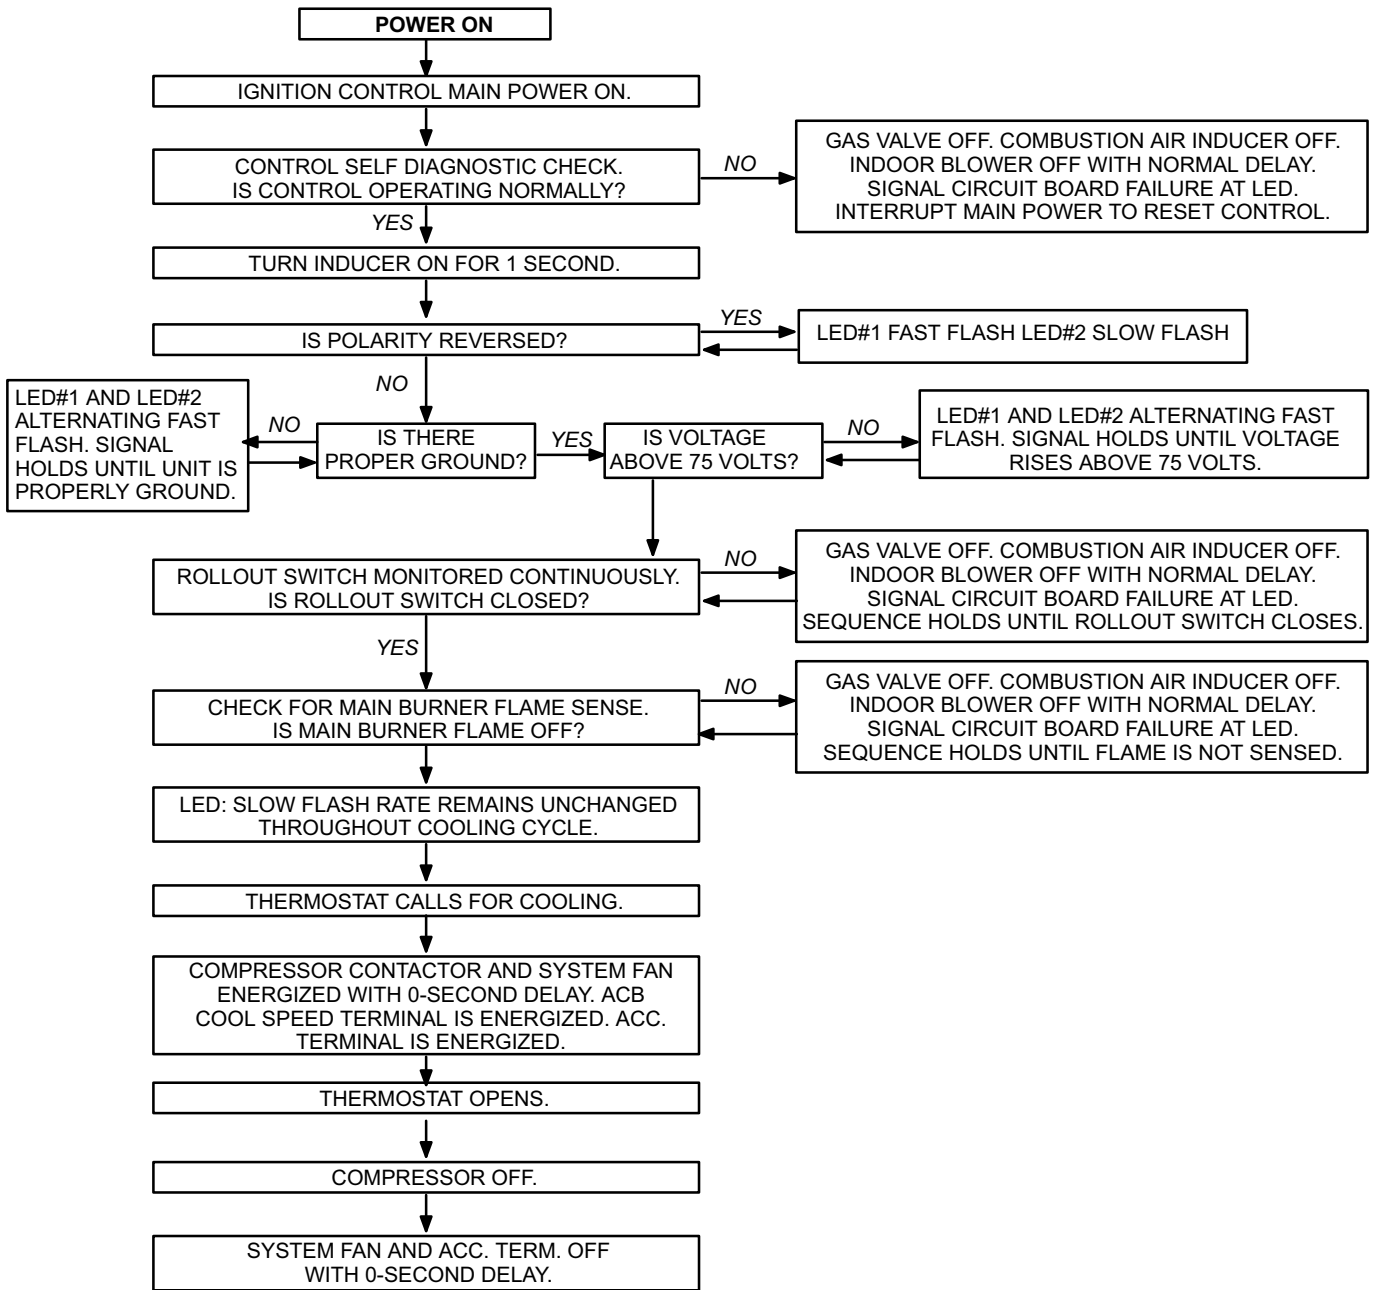 POWER ON
IGNITION CONTROL MAIN POWER ON.
CONTROL SELF DIAGNOSTIC CHECK.
IS CONTROL OPERATING NORMALLY?
NO
GAS VALVE OFF. COMBUSTION AIR INDUCER OFF.
INDOOR BLOWER OFF WITH NORMAL DELAY.
SIGNAL CIRCUIT BOARD FAILURE AT LED.
INTERRUPT MAIN POWER TO RESET CONTROL.
YES
TURN INDUCER ON FOR 1 SECOND.
IS POLARITY REVERSED?
YES
LED#1 FAST FLASH LED#2 SLOW FLASH
NO
LED#1 AND LED#2
ALTERNATING FAST
FLASH. SIGNAL
HOLDS UNTIL UNIT IS
PROPERLY GROUND.
NO
IS THERE
PROPER GROUND?
YES
IS VOLTAGE
ABOVE 75 VOLTS?
NO
LED#1 AND LED#2 ALTERNATING FAST
FLASH. SIGNAL HOLDS UNTIL VOLTAGE
RISES ABOVE 75 VOLTS.
ROLLOUT SWITCH MONITORED CONTINUOUSLY.
IS ROLLOUT SWITCH CLOSED?
NO
GAS VALVE OFF. COMBUSTION AIR INDUCER OFF.
INDOOR BLOWER OFF WITH NORMAL DELAY.
SIGNAL CIRCUIT BOARD FAILURE AT LED.
SEQUENCE HOLDS UNTIL ROLLOUT SWITCH CLOSES.
YES
CHECK FOR MAIN BURNER FLAME SENSE.
IS MAIN BURNER FLAME OFF?
NO
GAS VALVE OFF. COMBUSTION AIR INDUCER OFF.
INDOOR BLOWER OFF WITH NORMAL DELAY.
SIGNAL CIRCUIT BOARD FAILURE AT LED.
SEQUENCE HOLDS UNTIL FLAME IS NOT SENSED.
LED: SLOW FLASH RATE REMAINS UNCHANGED
THROUGHOUT COOLING CYCLE.
THERMOSTAT CALLS FOR COOLING.
COMPRESSOR CONTACTOR AND SYSTEM FAN
ENERGIZED WITH 0-SECOND DELAY. ACB
COOL SPEED TERMINAL IS ENERGIZED. ACC.
TERMINAL IS ENERGIZED.
THERMOSTAT OPENS.
COMPRESSOR OFF.
SYSTEM FAN AND ACC. TERM. OFF
WITH 0-SECOND DELAY.